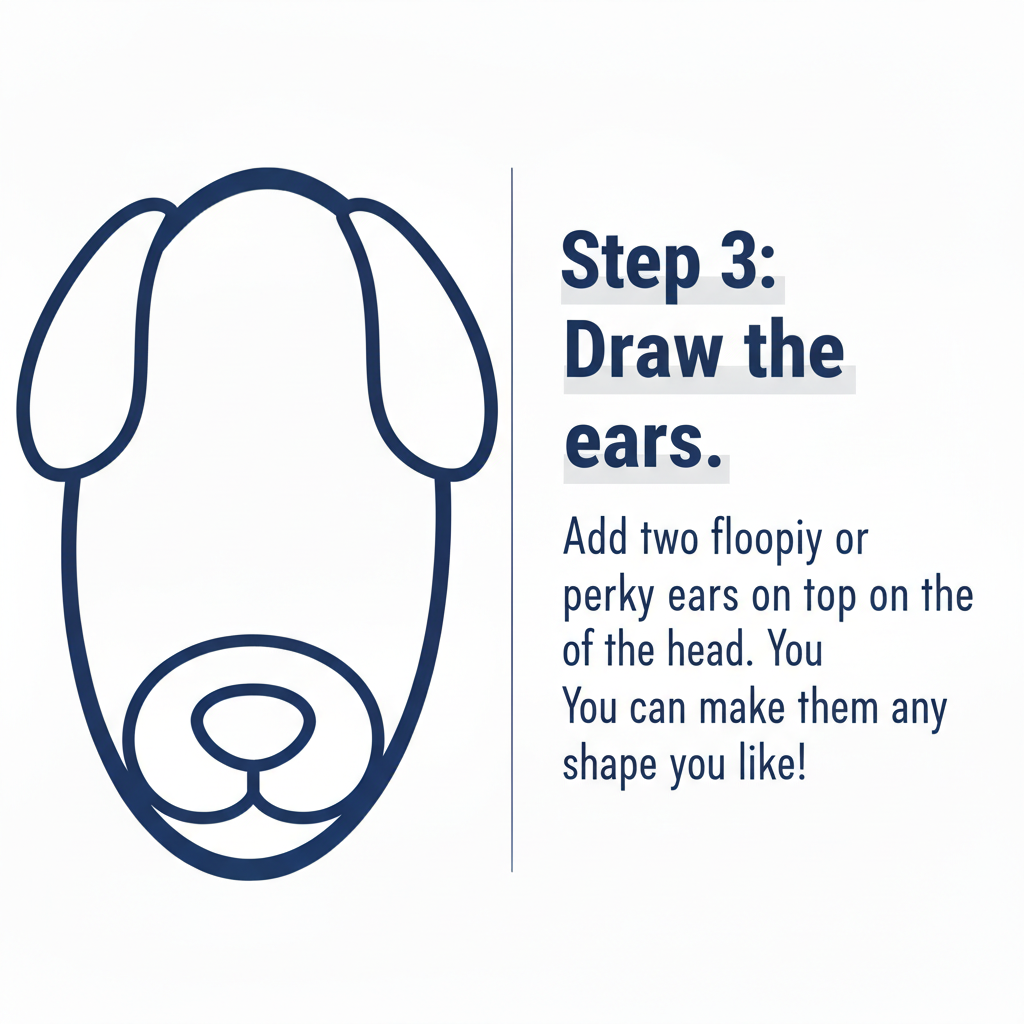 Step 3:
Draw the
ears.
Add two floopiy or
perky ears on top on the
of the head. You
You can make them any
shape you like!